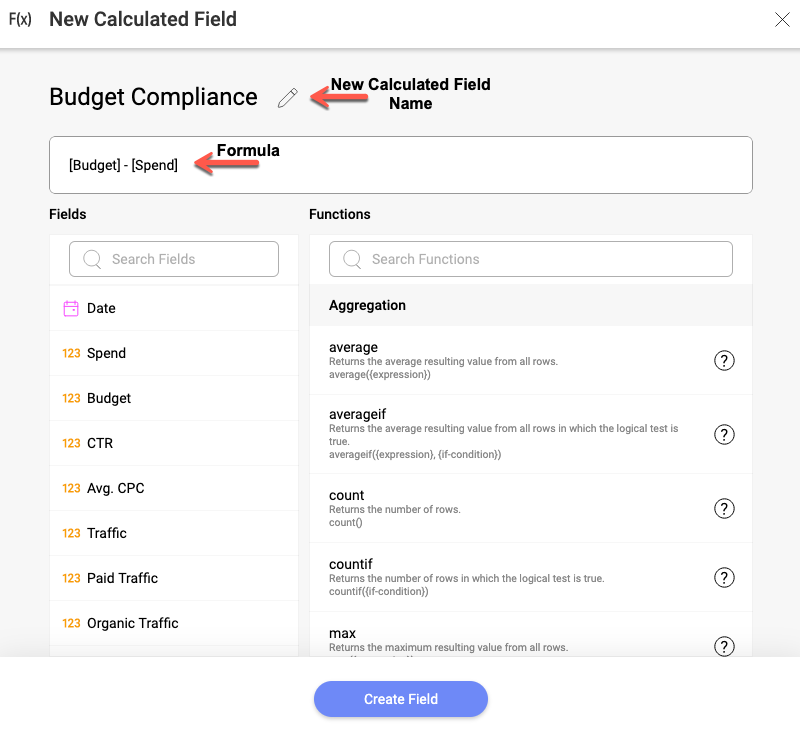 F(x) New Calculated Field
Budget Compliance
New Calculated Field
Name
[Budget] - [Spend]
Formula
Fields
Search Fields
Date
123 Spend
123 Budget
123 CTR
123 Avg. CPC
123 Traffic
123 Paid Traffic
123 Organic Traffic
Functions
Search Functions
Aggregation
average
Returns the average resulting value from all rows.
average({expression})
?
averageif
Returns the average resulting value from all rows in which the logical test is
true.
averageif({expression}, {if-condition})
?
count
Returns the number of rows.
count()
?
countif
Returns the number of rows in which the logical test is true.
countif({if-condition})
?
max
Returns the maximum resulting value from all rows.
?
Create Field